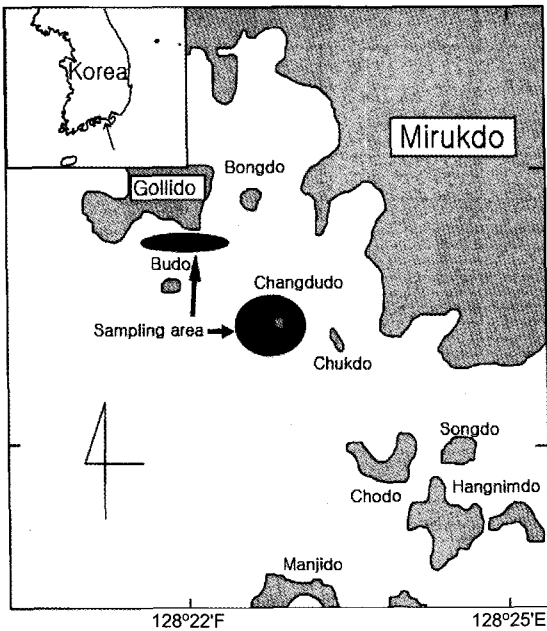 Korea
Mirukdo
Bongdo
Gollido
Budo
Changdudo
Sampling area
Chukdo
Songdo
Chodo
Hangnimdo
Manjido
128°22'F
128°25'E